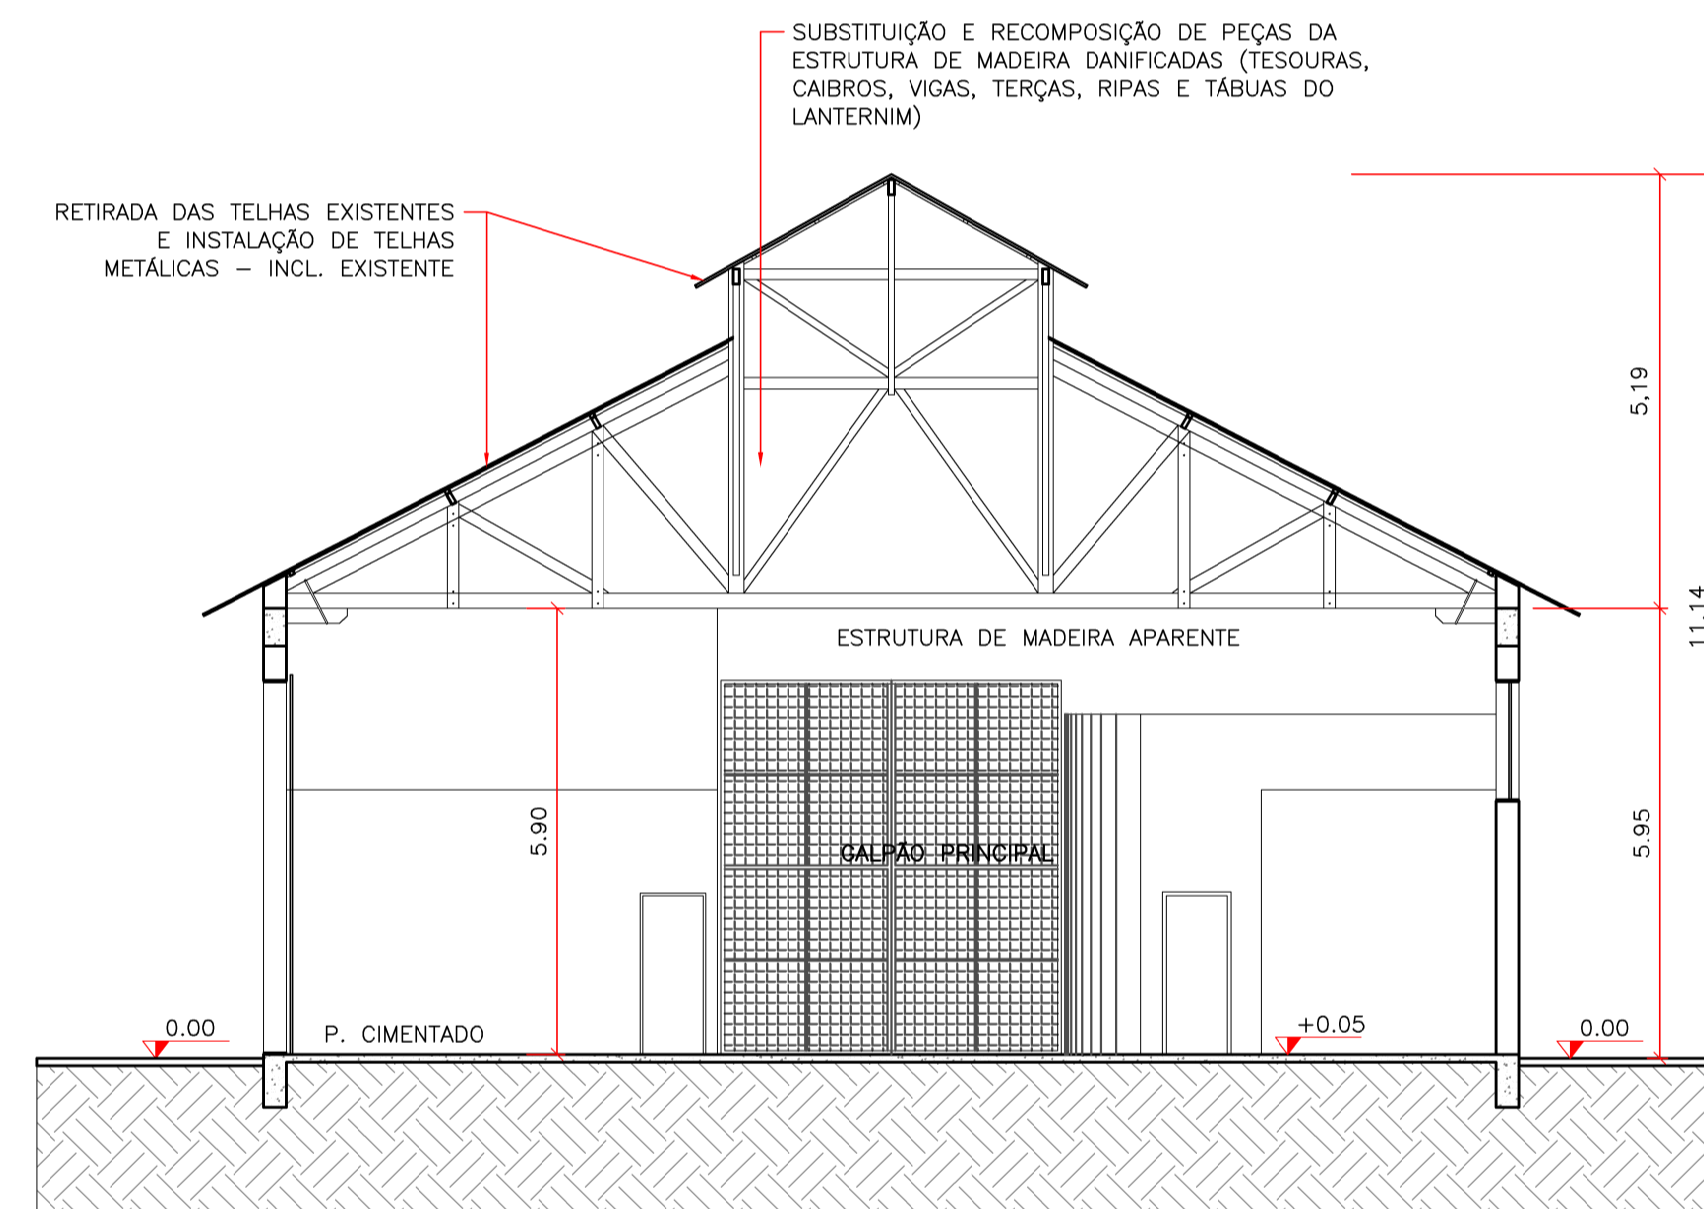 SUBSTITUIÇÃO E RECOMPOSIÇÃO DE PEÇAS DA
ESTRUTURA DE MADEIRA DANIFICADAS (TESOURAS,
CAIBROS, VIGAS, TERÇAS, RIPAS E TÁBUAS DO
LANTERNIM)
RETIRADA DAS TELHAS EXISTENTES
E INSTALAÇÃO DE TELHAS
METÁLICAS – INCL. EXISTENTE
5,19
11.14
ESTRUTURA DE MADEIRA APARENTE
5.90
GALPÃO PRINCIPAL
5.95
0.00
P. CIMENTADO
+0.05
0.00